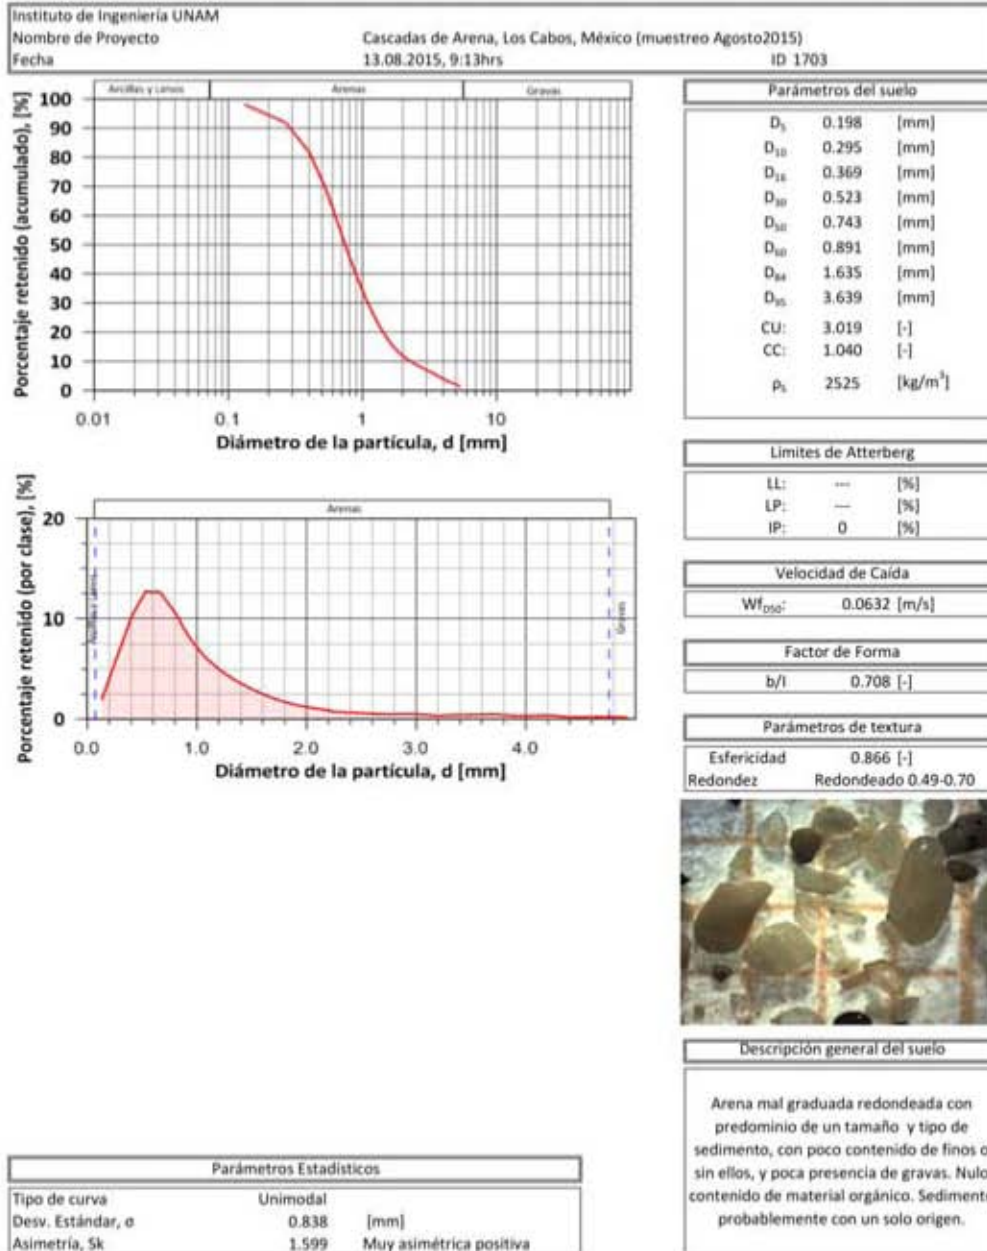 Instituto de Ingeniería UNAM
Nombre de Proyecto Cascadas de Arena, Los Cabos, México (muestreo Agosto2015)
Fecha 13.08.2015, 9:13hrs ID 1703
Arcillas y Limos Arenas Gravas
Porcentaje retenido (acumulado), [%]
100
90
80
70
60
50
40
30
20
10
0
0.01 0.1 1 10
Diámetro de la partícula, d [mm]
Porcentaje retenido (por clase), [%]
Arenas
20
10
0
Gravas
0.0 1.0 2.0 3.0 4.0
Diámetro de la partícula, d [mm]
Parámetros Estadísticos
Tipo de curva Unimodal
Desv. Estándar, σ 0.838 [mm]
Asimetría, Sk 1.599 Muy asimétrica positiva
Parámetros del suelo
D5 0.198 [mm]
D10 0.295 [mm]
D16 0.369 [mm]
D30 0.523 [mm]
D50 0.743 [mm]
D60 0.891 [mm]
D84 1.635 [mm]
D95 3.639 [mm]
CU: 3.019 [-]
CC: 1.040 [-]
ρs 2525 [kg/m³]
Limites de Atterberg
LL: --- [%]
LP: --- [%]
IP: 0 [%]
Velocidad de Caída
WfD50: 0.0632 [m/s]
Factor de Forma
b/l 0.708 [-]
Parámetros de textura
Esfericidad 0.866 [-]
Redondez Redondeado 0.49-0.70
Descripción general del suelo
Arena mal graduada redondeada con
predominio de un tamaño y tipo de
sedimento, con poco contenido de finos o
sin ellos, y poca presencia de gravas. Nulo
contenido de material orgánico. Sedimento
probablemente con un solo origen.